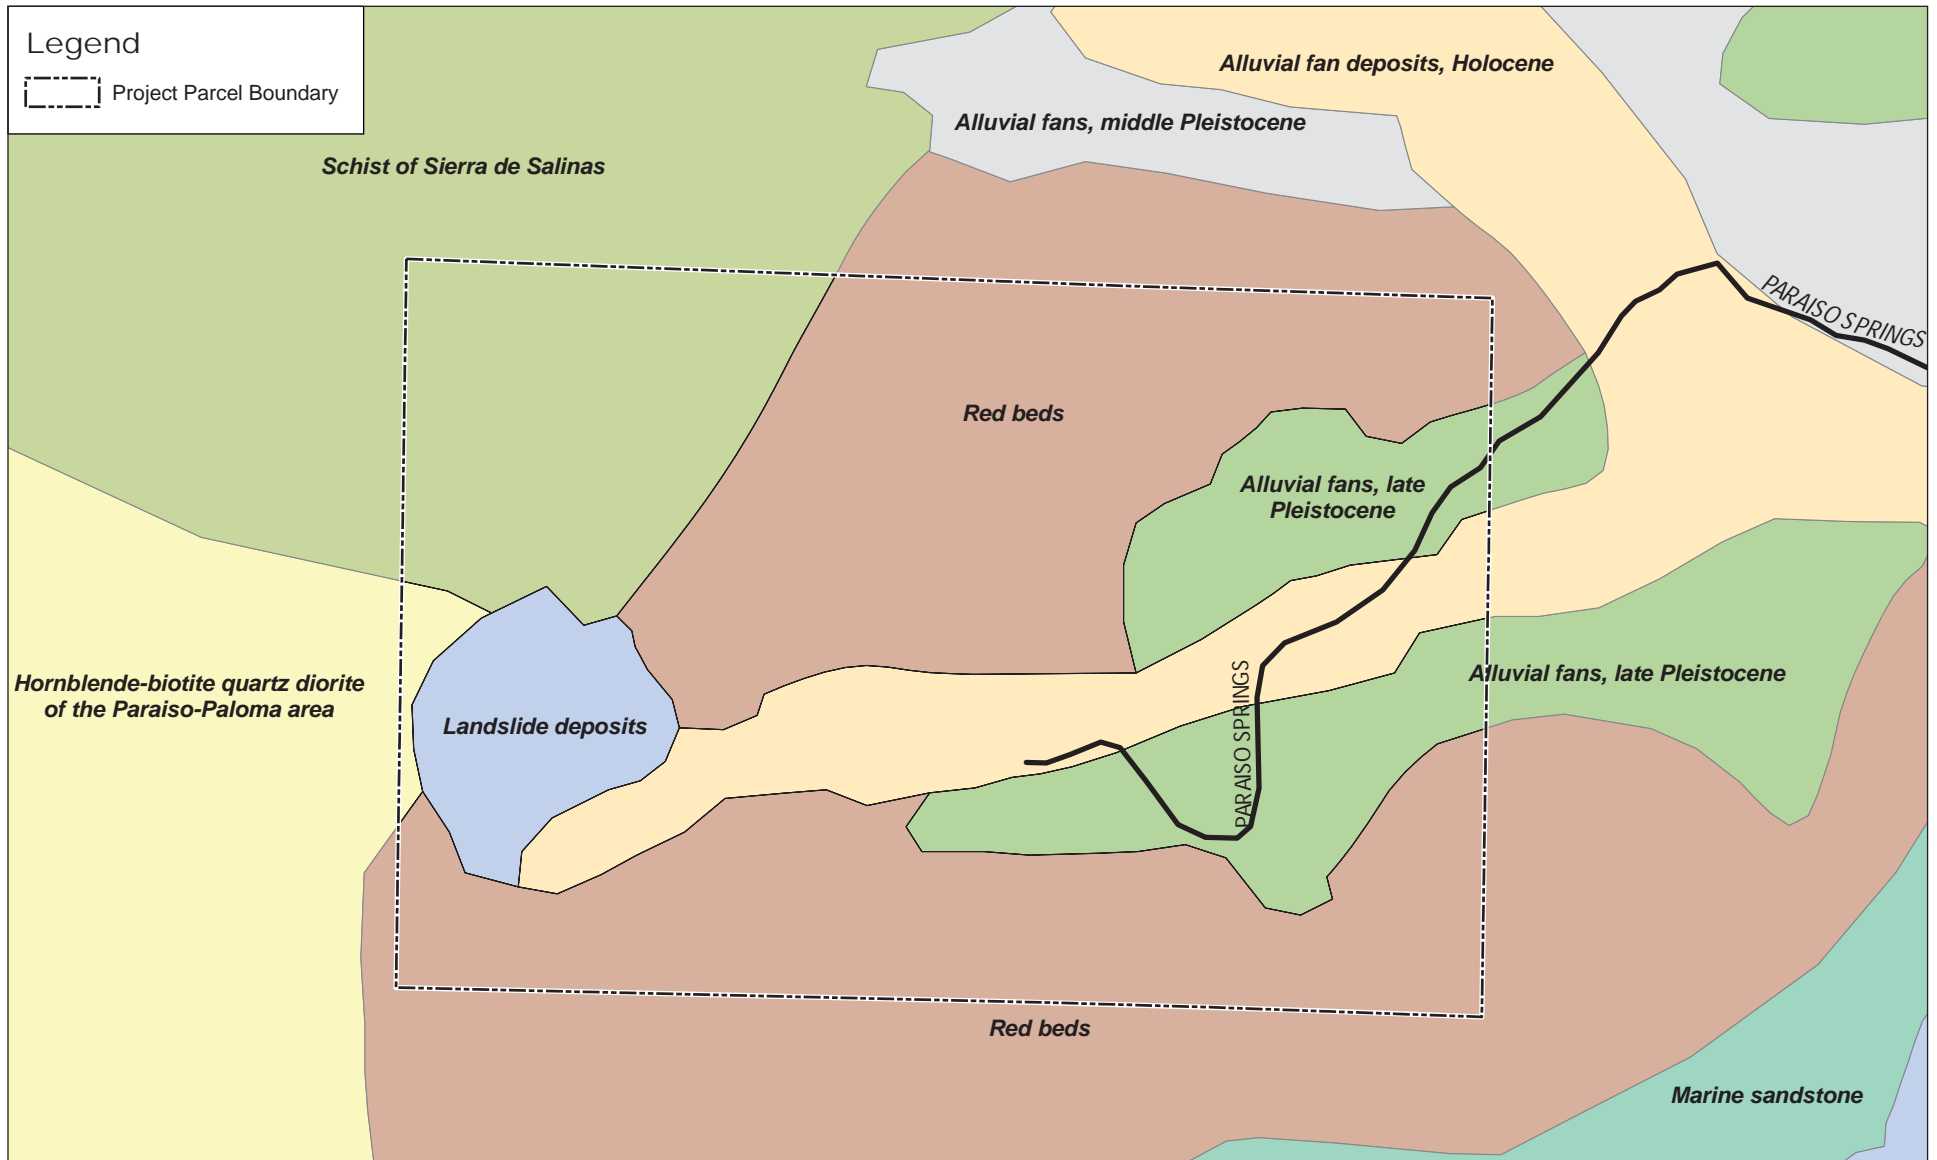 Legend
Project Parcel Boundary
Alluvial fan deposits, Holocene
Alluvial fans, middle Pleistocene
Schist of Sierra de Salinas
PARAISO SPRINGS
Red beds
Alluvial fans, late
Pleistocene
Hornblende-biotite quartz diorite
of the Paraiso-Paloma area
Landslide deposits
PARAISO SPRINGS
Alluvial fans, late Pleistocene
Red beds
Marine sandstone